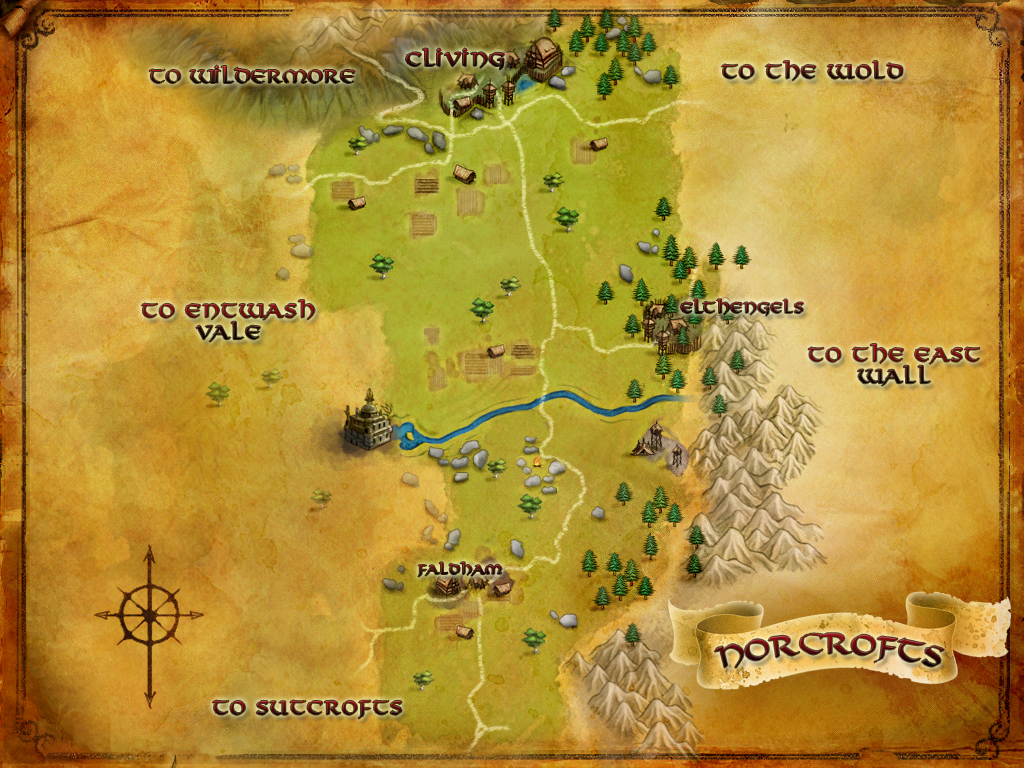 Cliving
to Wildermore
to the Wold
Elthengels
to Entwash
Vale
to the East
Wall
Faldham
Norcrofts
to Sutcrofts